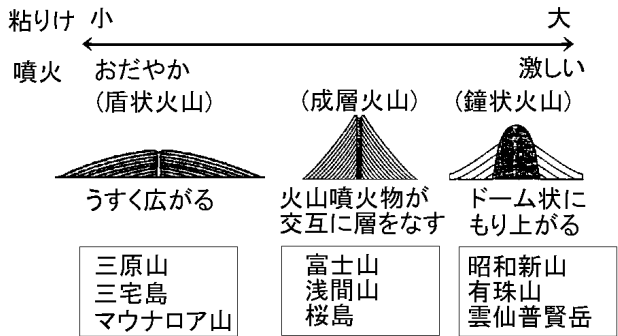 粘りけ 小 大
噴火 おだやか 激しい
(盾状火山) (成層火山) (鐘状火山)
うすく広がる
火山噴火物が
交互に層をなす
ドーム状に
もり上がる
三原山
三宅島
マウナロア山
富士山
浅間山
桜島
昭和新山
有珠山
雲仙普賢岳